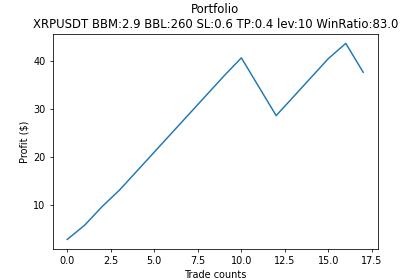 Portfolio
XRPUSDT BBM:2.9 BBL:260 SL:0.6 TP:0.4 lev:10 WinRatio:83.0
40
30
20
10
Profit ($)
0.0 2.5 5.0 7.5 10.0 12.5 15.0 17.5
Trade counts